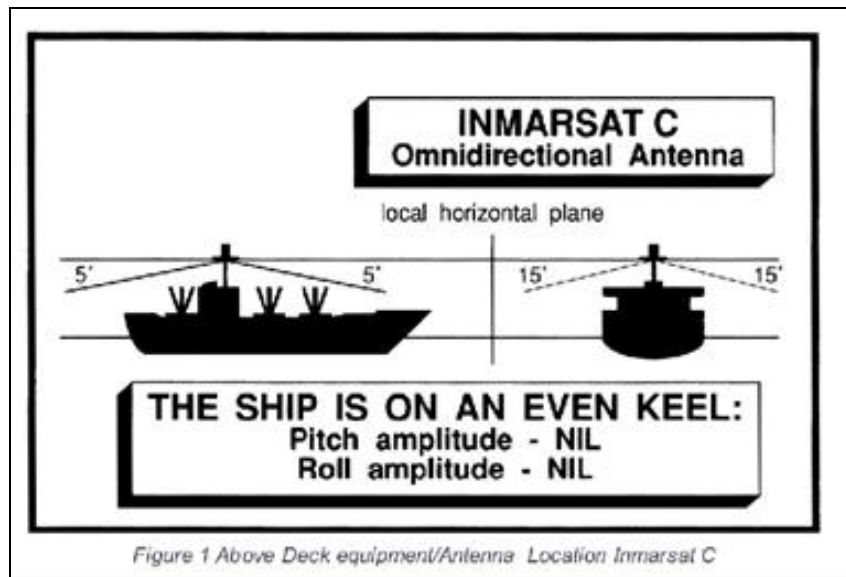 INMARSAT C
Omnidirectional Antenna
local horizontal plane
5' 5' 15' 15'
THE SHIP IS ON AN EVEN KEEL:
Pitch amplitude - NIL
Roll amplitude - NIL
Figure 1 Above Deck equipment/Antenna Location Inmarsat C